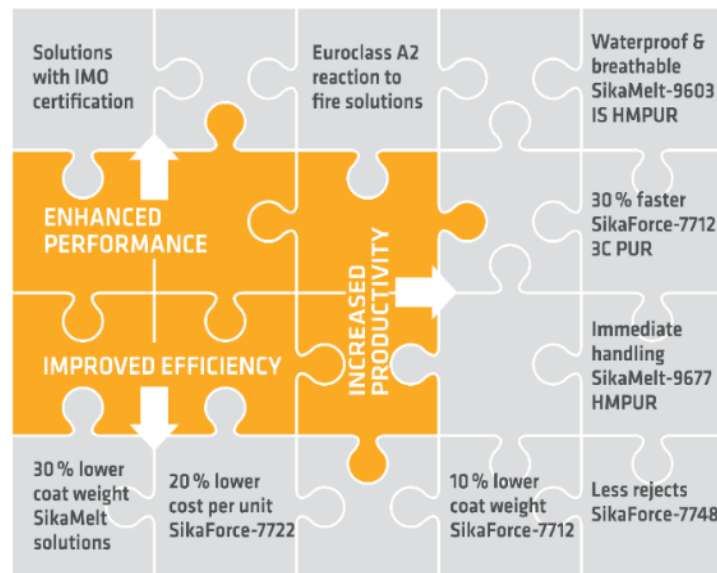 Solutions
with IMO
certification
Euroclass A2
reaction to
fire solutions
Waterproof &
breathable
SikaMelt-9603
IS HMPUR
ENHANCED
PERFORMANCE
INCREASED
PRODUCTIVITY
30 % faster
SikaForce-7712
3C PUR
IMPROVED EFFICIENCY
Immediate
handling
SikaMelt-9677
HMPUR
30 % lower
coat weight
SikaMelt
solutions
20 % lower
cost per unit
SikaForce-7722
10 % lower
coat weight
SikaForce-7712
Less rejects
SikaForce-7748